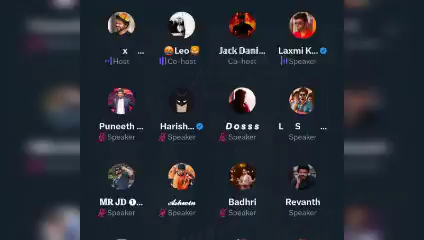 x ...
Leo
Jack Dani...
Laxmi K...
Host
Co-host
Co-host
Speaker
Puneeth ...
Harish...
Dosss
L S ...
Speaker
Speaker
Speaker
Speaker
MR JD ...
Ashwin
Badhri
Revanth
Speaker
Speaker
Speaker
Speaker